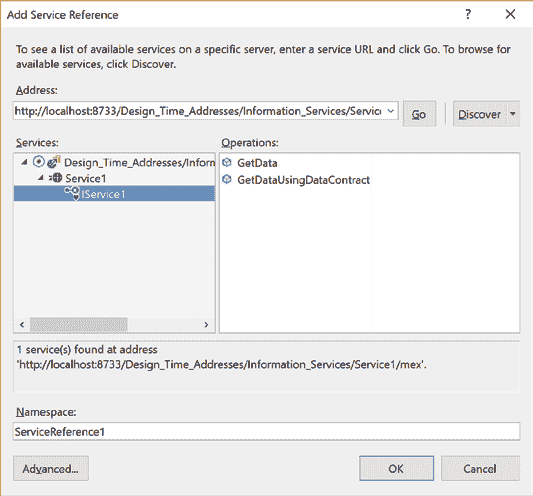 Add Service Reference
?
To see a list of available services on a specific server, enter a service URL and click Go. To browse for
available services, click Discover.
Address:
http://localhost:8733/Design_Time_Addresses/Information_Services/Servic
Go
Discover
Services:
Operations:
Design_Time_Addresses/Infor
Service1
IService1
GetData
GetDataUsingDataContract
1 service(s) found at address
'http://localhost:8733/Design_Time_Addresses/Information_Services/Service1/mex'.
Namespace:
ServiceReference1
Advanced...
OK
Cancel